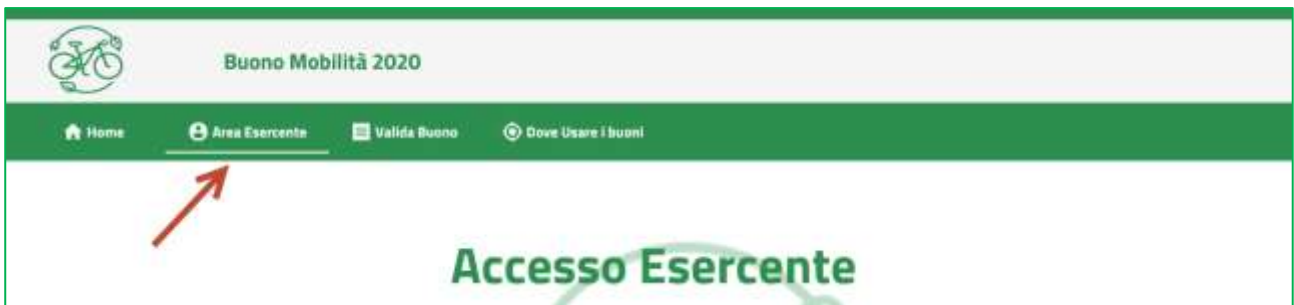 Buono Mobilità 2020
Home Area Esercente Valida Buono Dove Usare i buoni
Accesso Esercente